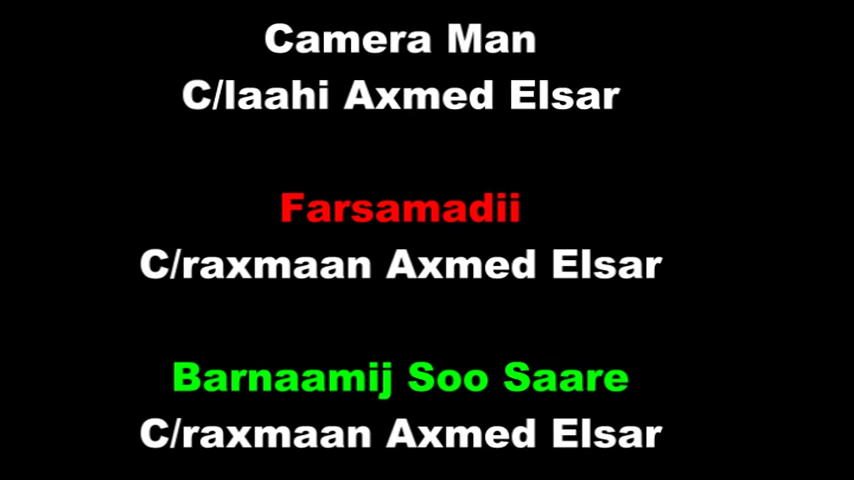 Camera Man
C/laahi Axmed Elsar
Farsamadii
C/raxmaan Axmed Elsar
Barnaamij Soo Saare
C/raxmaan Axmed Elsar